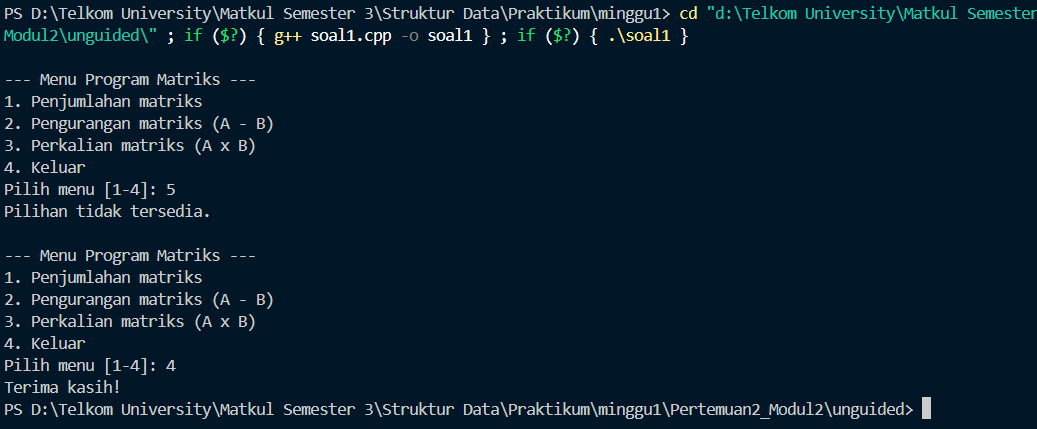 PS D:\Telkom University\Matkul Semester 3\Struktur Data\Praktikum\minggu1> cd "d:\Telkom University\Matkul Semester
Modul2\unguided\" ; if ($?) { g++ soal1.cpp -o soal1 } ; if ($?) { .\soal1 }

--- Menu Program Matriks ---
1. Penjumlahan matriks
2. Pengurangan matriks (A - B)
3. Perkalian matriks (A x B)
4. Keluar
Pilih menu [1-4]: 5
Pilihan tidak tersedia.

--- Menu Program Matriks ---
1. Penjumlahan matriks
2. Pengurangan matriks (A - B)
3. Perkalian matriks (A x B)
4. Keluar
Pilih menu [1-4]: 4
Terima kasih!
PS D:\Telkom University\Matkul Semester 3\Struktur Data\Praktikum\minggu1\Pertemuan2_Modul2\unguided>